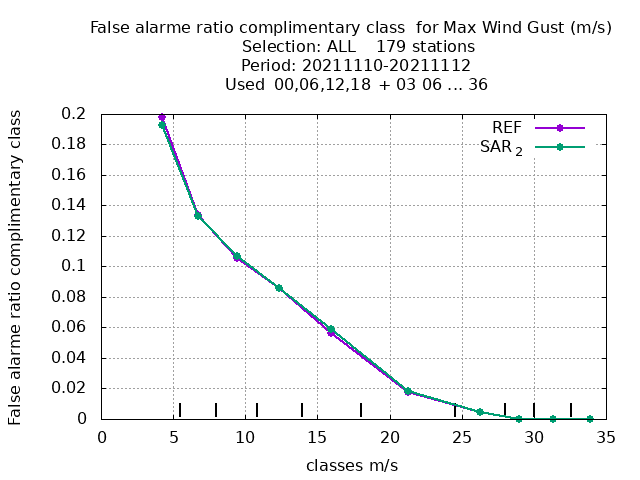 False alarme ratio complimentary class  for Max Wind Gust (m/s)
Selection: ALL    179 stations
Period: 20211110-20211112
Used  00,06,12,18  + 03 06 ... 36
False alarme ratio complimentary class
0.2
0.18
0.16
0.14
0.12
0.1
0.08
0.06
0.04
0.02
0
REF
SAR 2
0 5 10 15 20 25 30 35
classes m/s